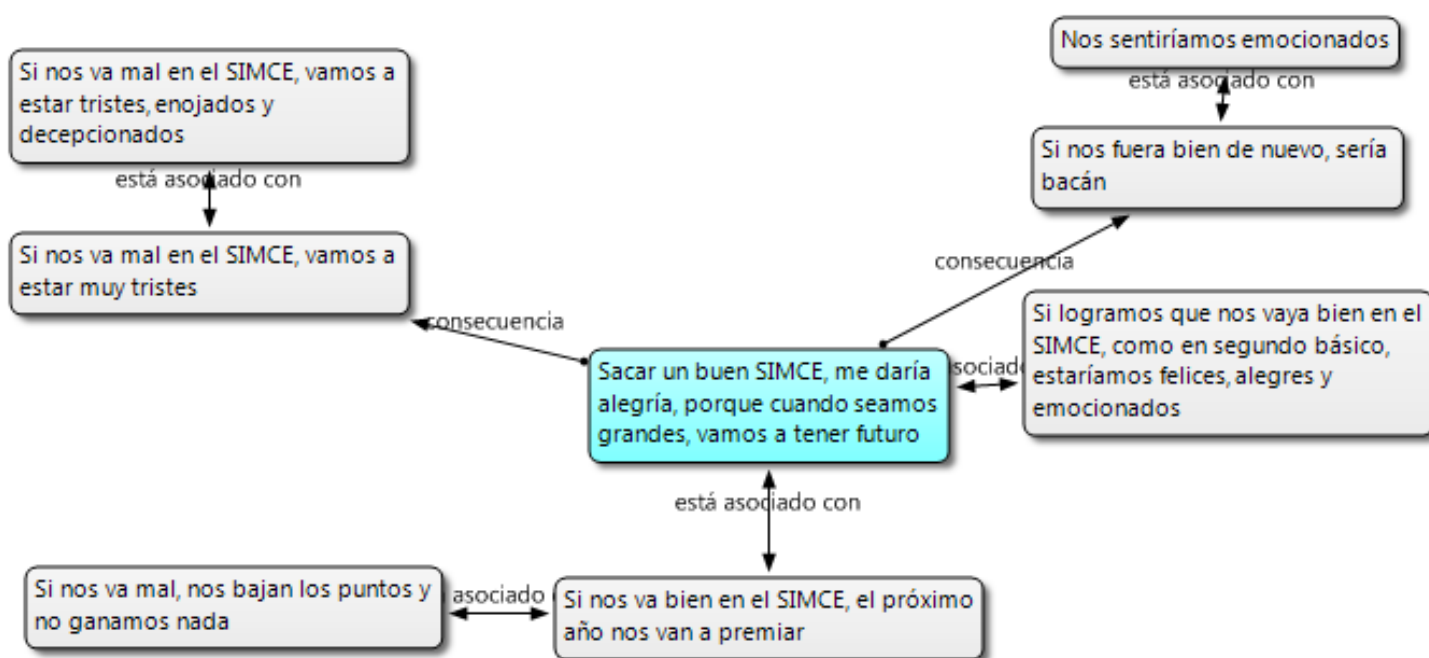 Nos sentiríamos emocionados
está asociado con
Si nos fuera bien de nuevo, sería
bacán
Si nos va mal en el SIMCE, vamos a
estar tristes, enojados y
decepcionados
está asociado con
Si nos va mal en el SIMCE, vamos a
estar muy tristes
consecuencia
consecuencia
Si logramos que nos vaya bien en el
SIMCE, como en segundo básico,
estaríamos felices, alegres y
emocionados
Sacar un buen SIMCE, me daría
alegría, porque cuando seamos
grandes, vamos a tener futuro
está asociado con
Si nos va mal, nos bajan los puntos y
no ganamos nada
asociado
Si nos va bien en el SIMCE, el próximo
año nos van a premiar